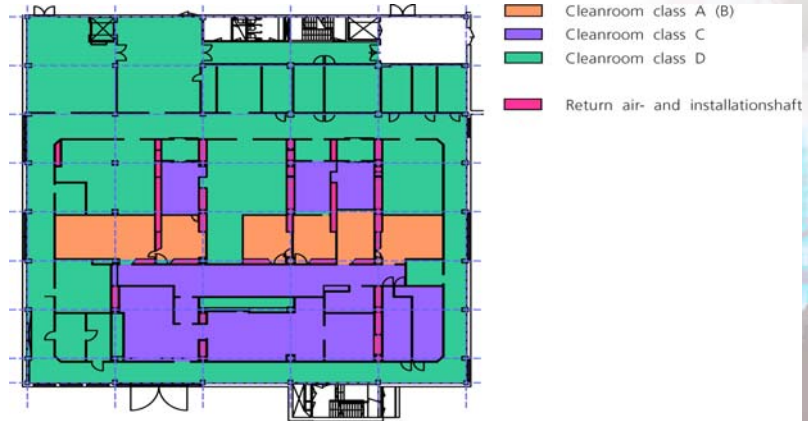 Cleanroom class A (B)
Cleanroom class C
Cleanroom class D
Return air- and installationshaft